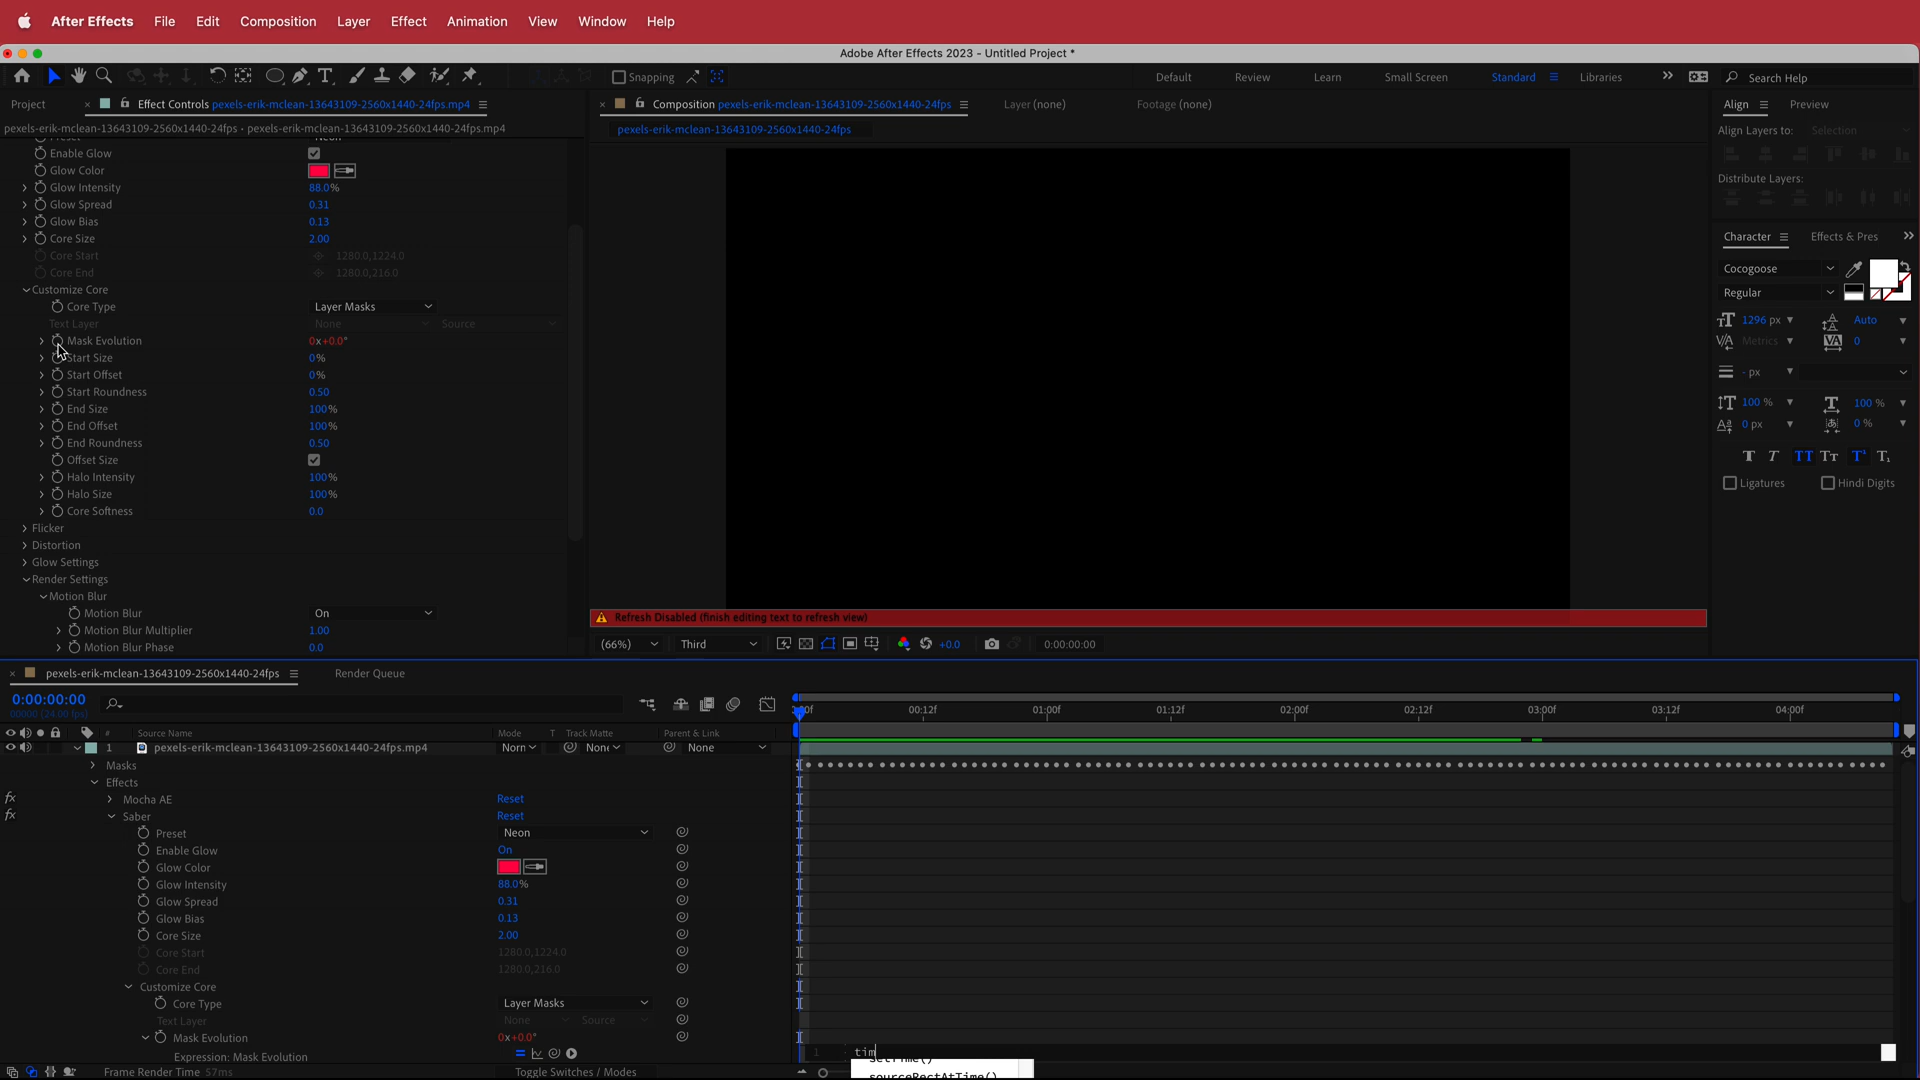 After Effects File Edit Composition Layer Effect Animation View Window Help
Adobe After Effects 2023 - Untitled Project *
Snapping Default Review Learn Small Screen Standard Libraries Search Help
Project Effect Controls pexels-erik-mclean-13643109-2560x1440-24fps.mp4
pexels-erik-mclean-13643109-2560x1440-24fps • pexels-erik-mclean-13643109-2560x1440-24fps.mp4
Preset Neon
Enable Glow
Glow Color
Glow Intensity 88.0%
Glow Spread 0.31
Glow Bias 0.13
Core Size 2.00
Core Start 1280.0,1224.0
Core End 1280.0,216.0
Customize Core
Core Type Layer Masks
Text Layer None Source
Mask Evolution 0x+0.0°
Start Size 0%
Start Offset 0%
Start Roundness 0.50
End Size 100%
End Offset 100%
End Roundness 0.50
Offset Size
Halo Intensity 100%
Halo Size 100%
Core Softness 0.0
Flicker
Distortion
Glow Settings
Render Settings
Motion Blur
Motion Blur On
Motion Blur Multiplier 1.00
Motion Blur Phase 0.0
Composition pexels-erik-mclean-13643109-2560x1440-24fps Layer (none) Footage (none)
pexels-erik-mclean-13643109-2560x1440-24fps
Refresh Disabled (finish editing text to refresh view)
(66%) Third +0.0 0:00:00:00
Align Preview
Align Layers to: Selection
Distribute Layers:
Character Effects & Pres
Cocogoose
Regular
1296 px Auto
Metrics 0
- px
100 % 100 %
0 px 0 %
Ligatures Hindi Digits
pexels-erik-mclean-13643109-2560x1440-24fps Render Queue
0:00:00:00
00000 (24.00 fps)
00:12f 01:00f 01:12f 02:00f 02:12f 03:00f 03:12f 04:00f
# Source Name Mode T Track Matte Parent & Link
1 pexels-erik-mclean-13643109-2560x1440-24fps.mp4 Norn None None
Masks
Effects
fx Mocha AE Reset
fx Saber Reset
Preset Neon
Enable Glow On
Glow Color
Glow Intensity 88.0%
Glow Spread 0.31
Glow Bias 0.13
Core Size 2.00
Core Start 1280.0,1224.0
Core End 1280.0,216.0
Customize Core
Core Type Layer Masks
Text Layer None Source
Mask Evolution 0x+0.0°
Expression: Mask Evolution 1 tim
setTime()
sourceRectAtTime()
Frame Render Time 57ms Toggle Switches / Modes